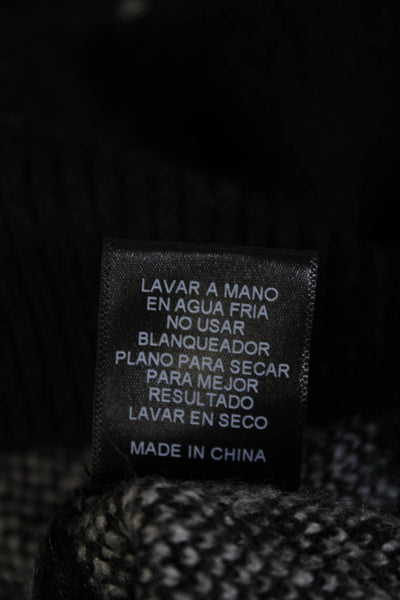 LAVAR A MANO
EN AGUA FRIA
NO USAR
BLANQUEADOR
PLANO PARA SECAR
PARA MEJOR
RESULTADO
LAVAR EN SECO
MADE IN CHINA